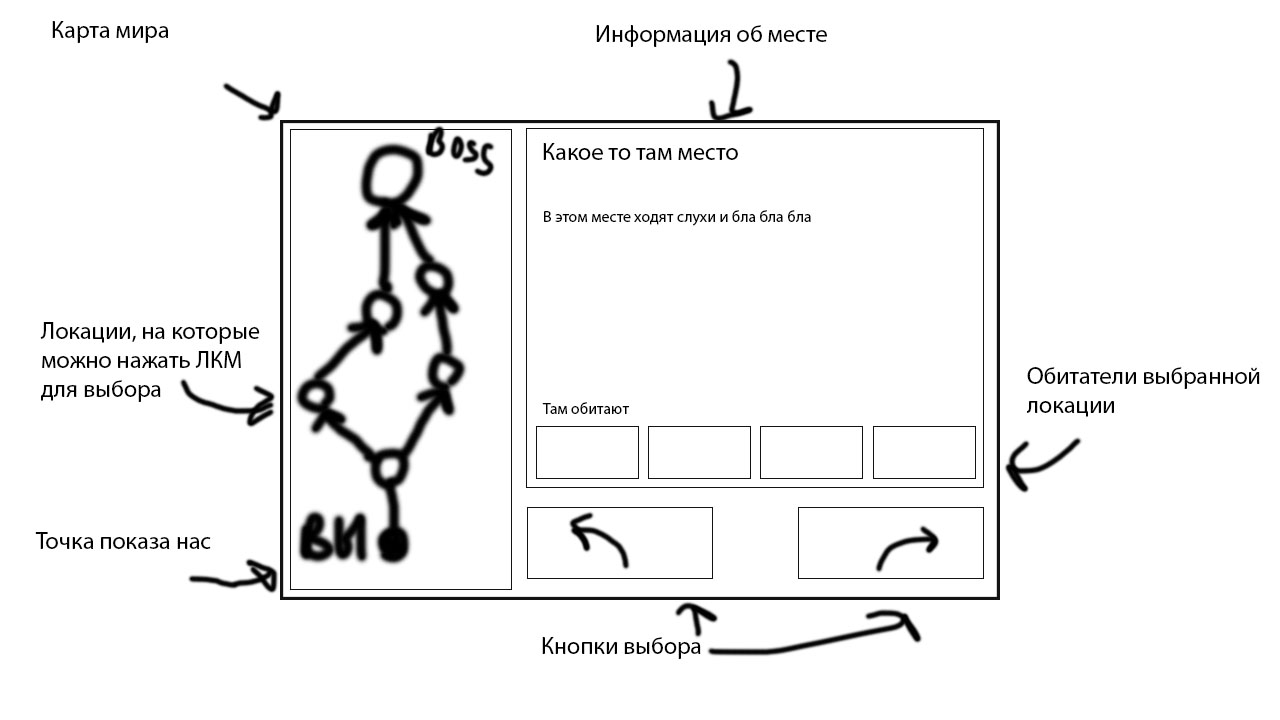 Карта мира
Информация об месте
BOSS
Какое то там место
В этом месте ходят слухи и бла бла бла
Локации, на которые
можно нажать ЛКМ
для выбора
Обитатели выбранной
локации
Там обитают
Точка показа нас
ВЫ
Кнопки выбора